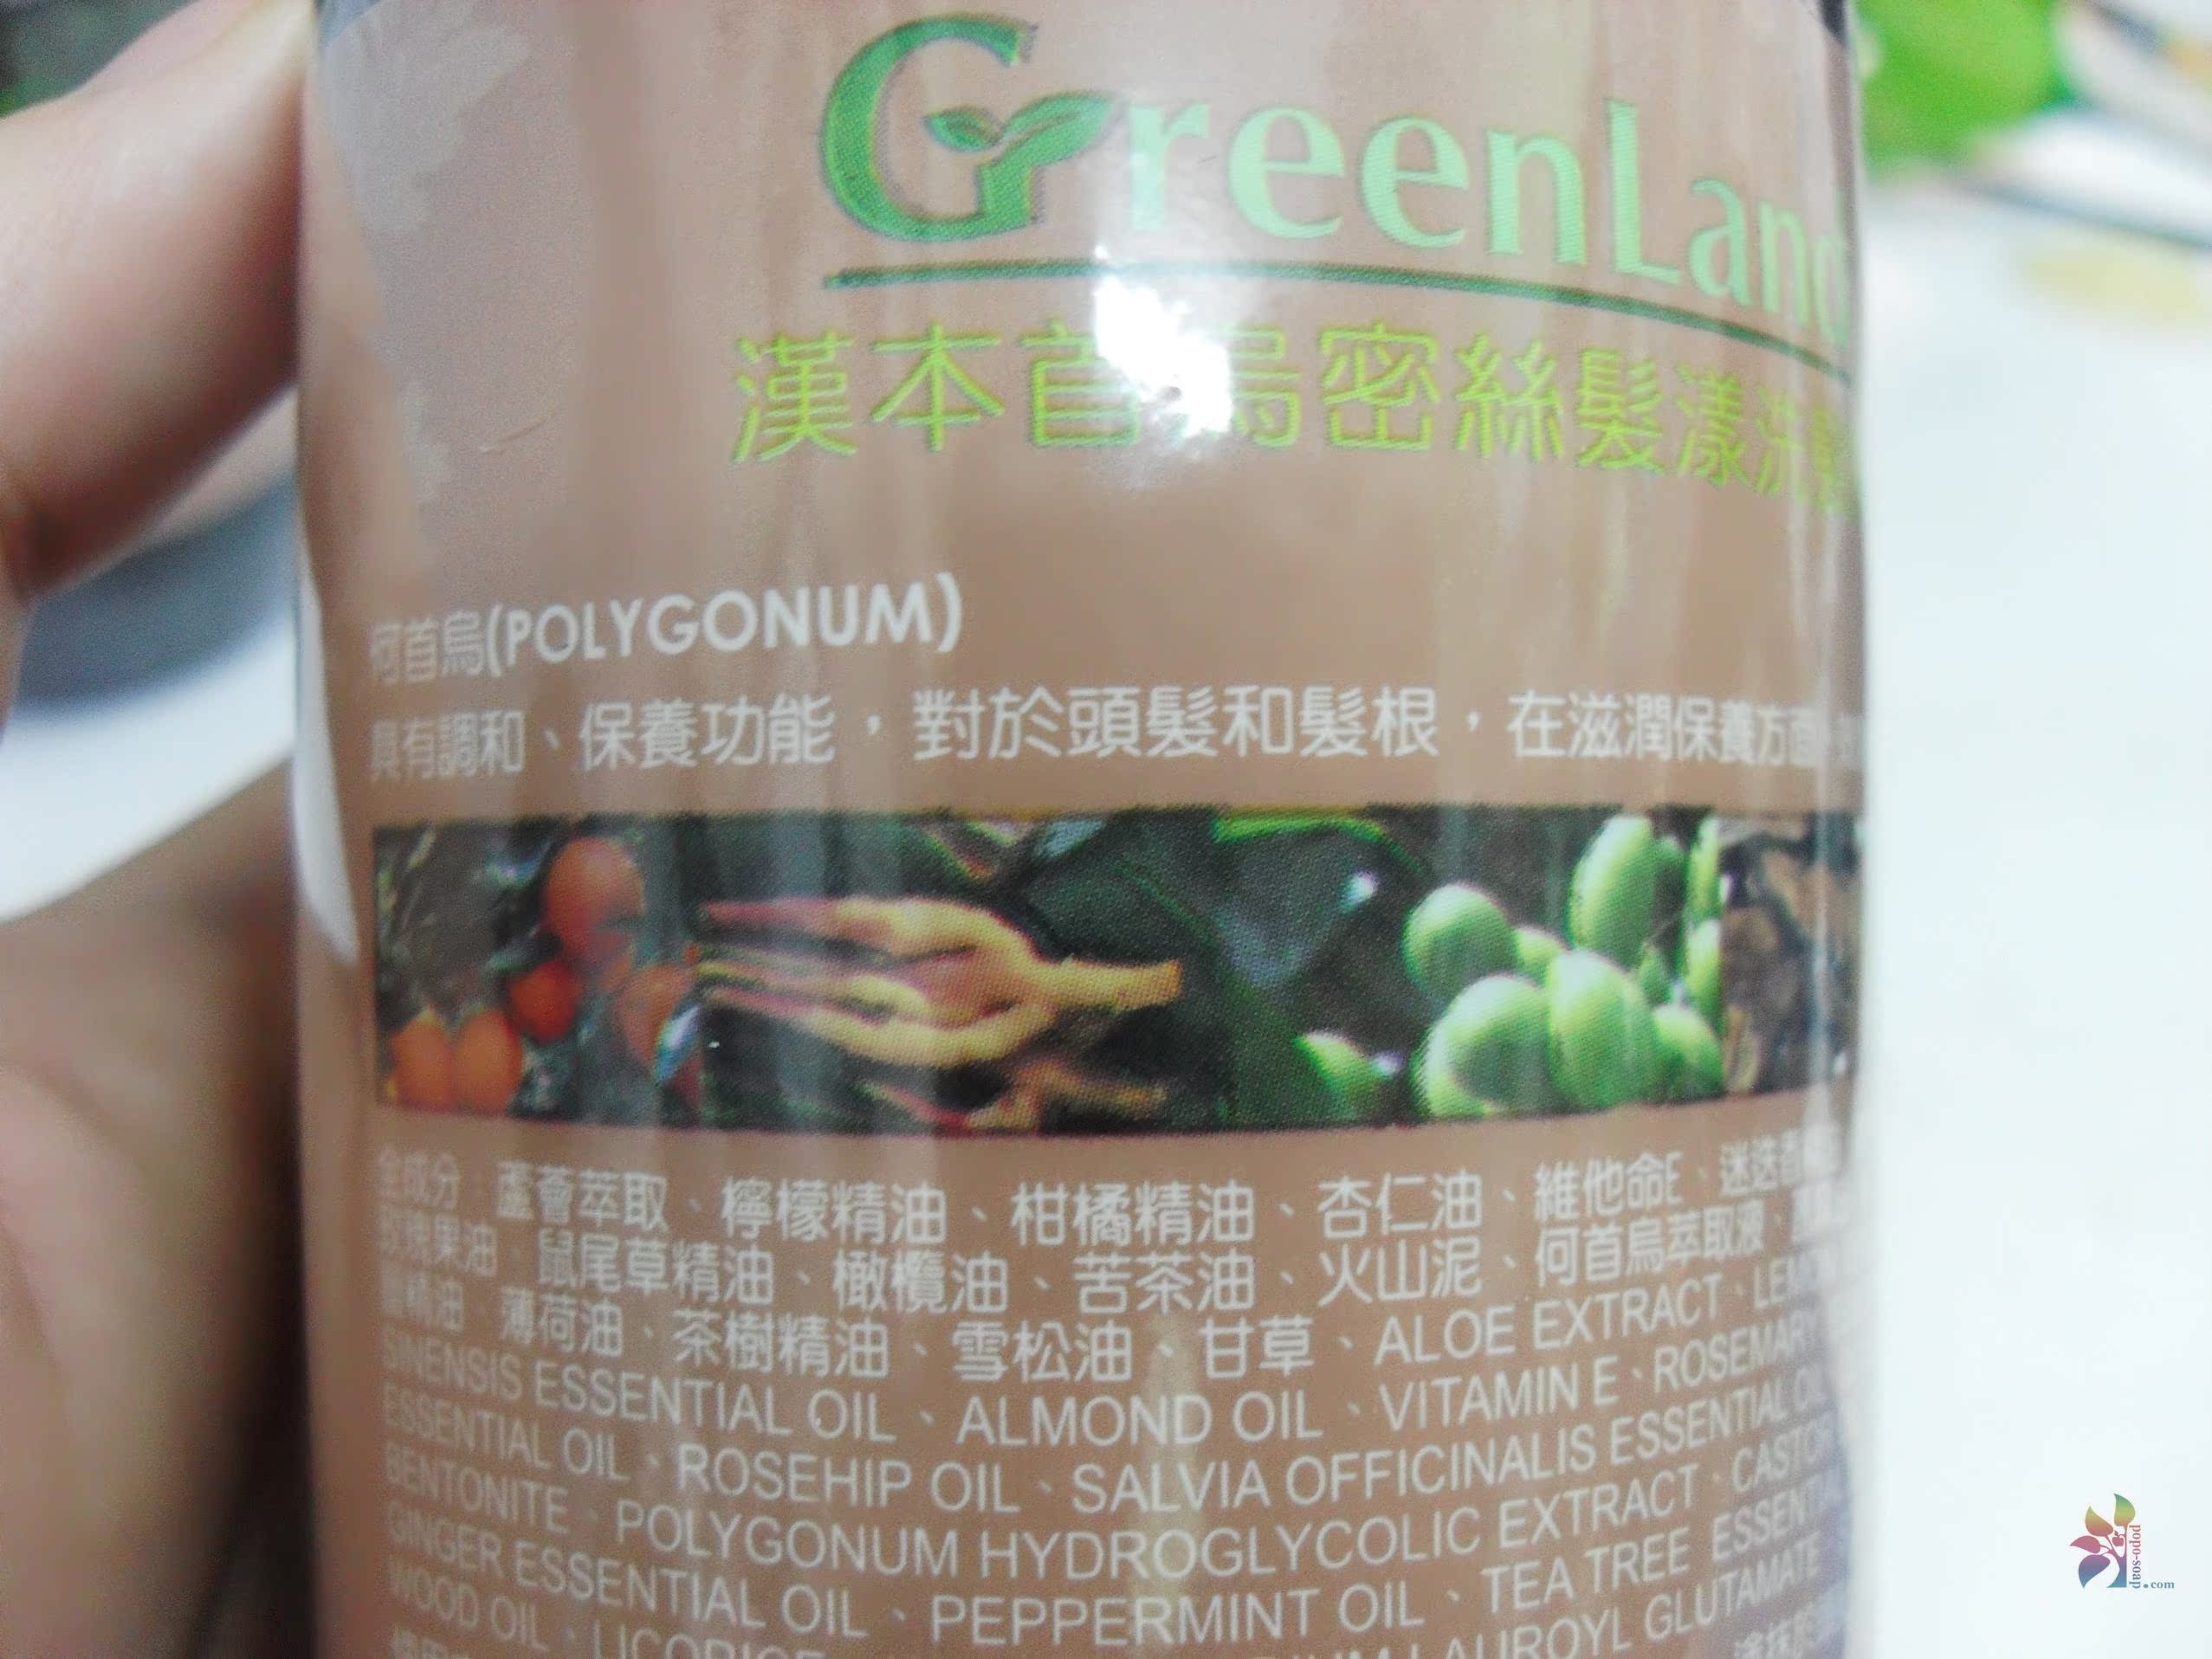 GreenLand
漢本首烏密絲髮漾洗
何首烏(POLYGONUM)
具有調和、保養功能，對於頭髮和髮根，在滋潤保養方面
全成分：蘆薈萃取、檸檬精油、柑橘精油、杏仁油、維他命E、迷迭香
玫瑰果油、鼠尾草精油、橄欖油、苦茶油、火山泥、何首烏萃取液、
精油、薄荷油、茶樹精油、雪松油、甘草、ALOE EXTRACT、LEMON
SINENSIS ESSENTIAL OIL、ALMOND OIL、VITAMIN E、ROSEMARY
ESSENTIAL OIL、ROSEHIP OIL、SALVIA OFFICINALIS ESSENTIAL OIL
BENTONITE、POLYGONUM HYDROGLYCOLIC EXTRACT、CASTOR
GINGER ESSENTIAL OIL、PEPPERMINT OIL、TEA TREE ESSENTIAL
WOOD OIL、LICORICE LAUROYL GLUTAMATE
popo-soap.com